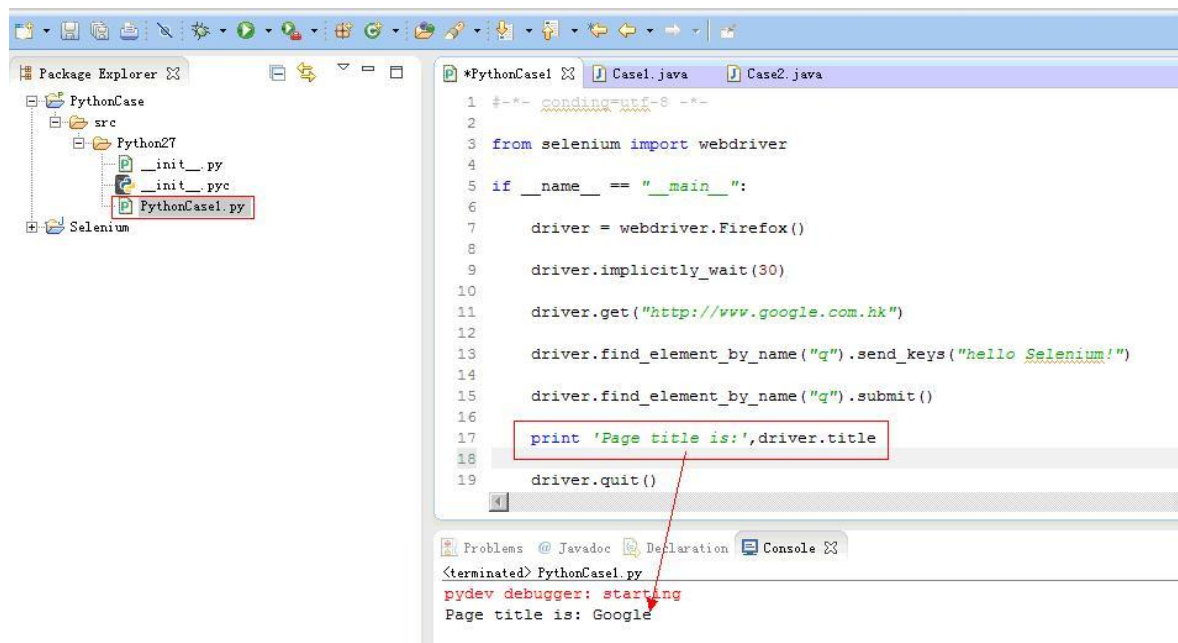 Package Explorer
PythonCase
src
Python27
__init__.py
__init__.pyc
PythonCase1.py
Selenium
*PythonCase1
Case1.java
Case2.java
1 #-*- conding=utf-8 -*-
2
3 from selenium import webdriver
4
5 if __name__ == "__main__":
6
7 driver = webdriver.Firefox()
8
9 driver.implicitly_wait(30)
10
11 driver.get("http://www.google.com.hk")
12
13 driver.find_element_by_name("q").send_keys("hello Selenium!")
14
15 driver.find_element_by_name("q").submit()
16
17 print 'Page title is:',driver.title
18
19 driver.quit()
Problems @ Javadoc Declaration Console
<terminated> PythonCase1.py
pydev debugger: starting
Page title is: Google